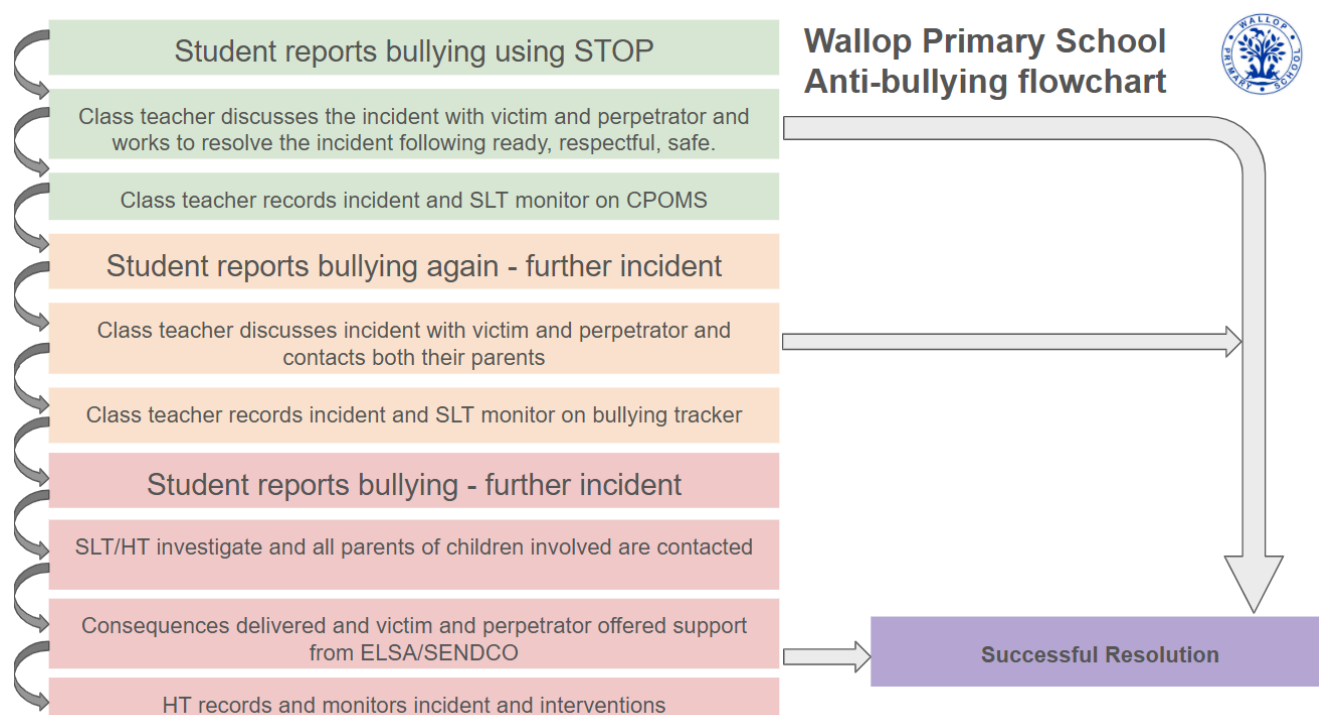 Student reports bullying using STOP
Wallop Primary School
Anti-bullying flowchart
WALLOP
PRIMARY SCHOOL
Class teacher discusses the incident with victim and perpetrator and
works to resolve the incident following ready, respectful, safe.
Class teacher records incident and SLT monitor on CPOMS
Student reports bullying again - further incident
Class teacher discusses incident with victim and perpetrator and
contacts both their parents
Class teacher records incident and SLT monitor on bullying tracker
Student reports bullying - further incident
SLT/HT investigate and all parents of children involved are contacted
Consequences delivered and victim and perpetrator offered support
from ELSA/SENDCO
Successful Resolution
HT records and monitors incident and interventions